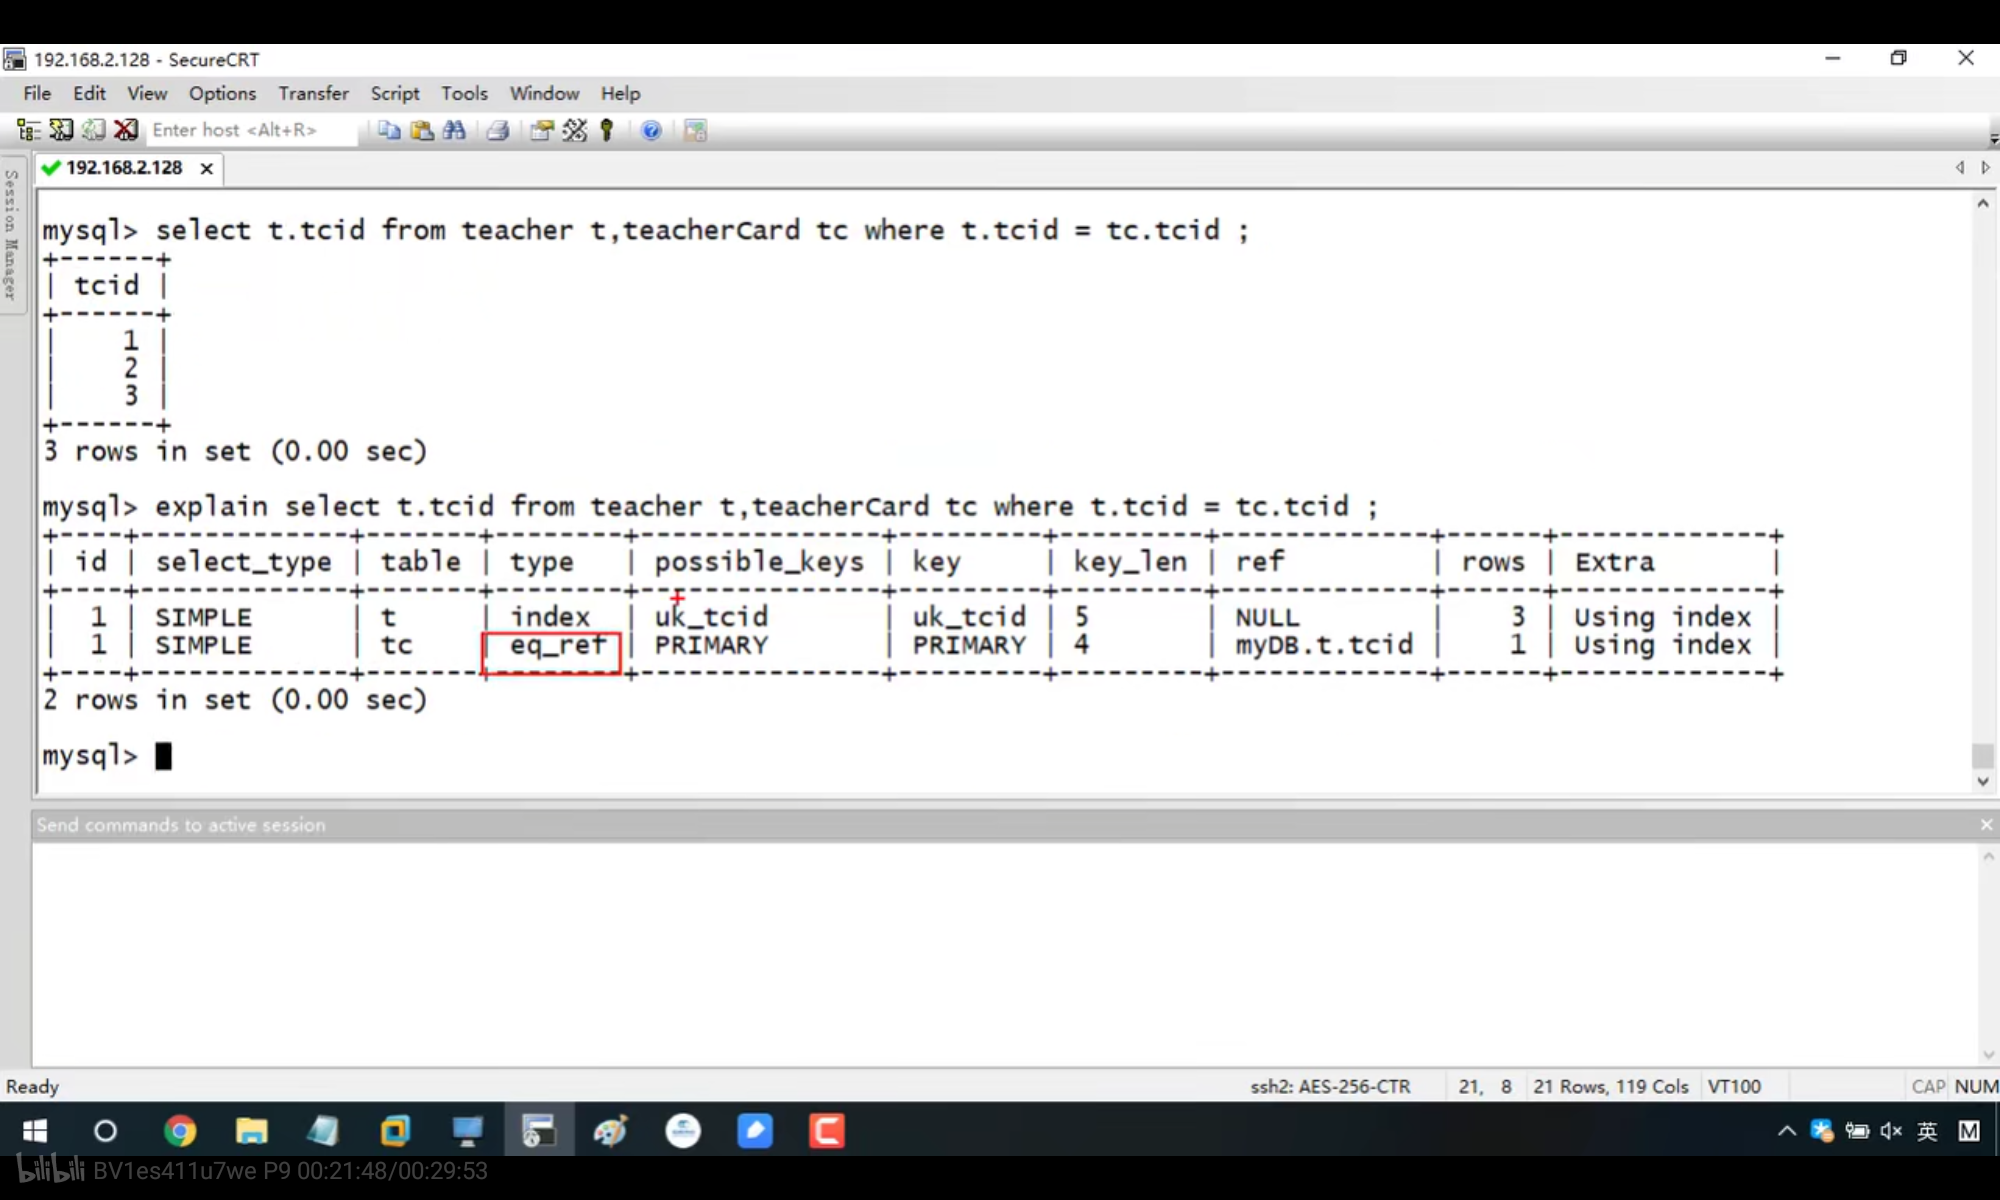 192.168.2.128 - SecureCRT
File Edit View Options Transfer Script Tools Window Help
Enter host <Alt+R>
Session Manager
192.168.2.128
mysql> select t.tcid from teacher t,teacherCard tc where t.tcid = tc.tcid ;
+------+
| tcid |
+------+
|    1 |
|    2 |
|    3 |
+------+
3 rows in set (0.00 sec)
mysql> explain select t.tcid from teacher t,teacherCard tc where t.tcid = tc.tcid ;
+----+-------------+-------+--------+---------------+---------+---------+-------------+------+-------------+
| id | select_type | table | type   | possible_keys | key     | key_len | ref         | rows | Extra       |
+----+-------------+-------+--------+---------------+---------+---------+-------------+------+-------------+
| 1 | SIMPLE | t | index | uk_tcid | uk_tcid | 5 | NULL | 3 | Using index |
| 1 | SIMPLE | tc | eq_ref | PRIMARY | PRIMARY | 4 | myDB.t.tcid | 1 | Using index |
+----+-------------+-------+--------+---------------+---------+---------+-------------+------+-------------+
2 rows in set (0.00 sec)
mysql>
Send commands to active session
Ready ssh2: AES-256-CTR 21, 8 21 Rows, 119 Cols VT100 CAP NUM
英 M
bilibili BV1es411u7we P9 00:21:48/00:29:53